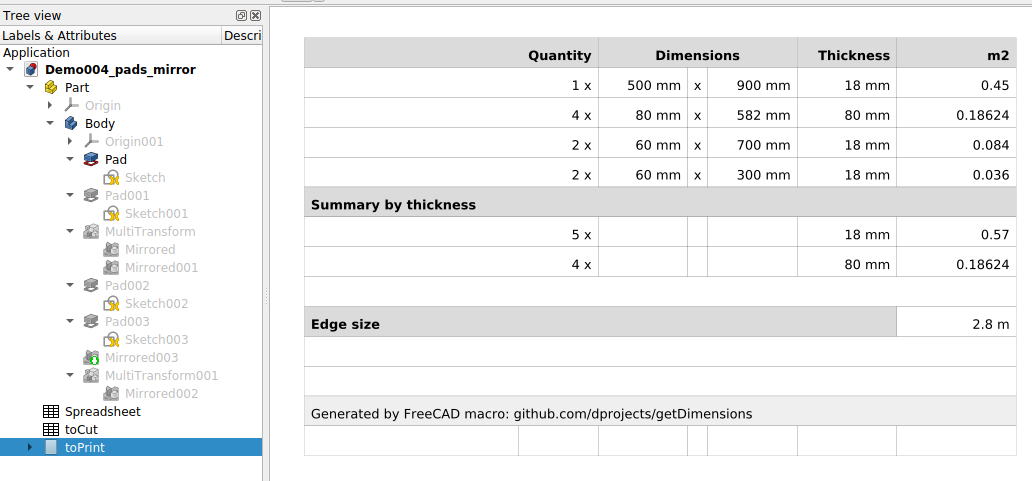 Tree view
Labels & Attributes Descri
Application
Demo004_pads_mirror
Part
Origin
Body
Origin001
Pad
Sketch
Pad001
Sketch001
MultiTransform
Mirrored
Mirrored001
Pad002
Sketch002
Pad003
Sketch003
Mirrored003
MultiTransform001
Mirrored002
Spreadsheet
toCut
toPrint
Quantity Dimensions Thickness m2
1 x 500 mm x 900 mm 18 mm 0.45
4 x 80 mm x 582 mm 80 mm 0.18624
2 x 60 mm x 700 mm 18 mm 0.084
2 x 60 mm x 300 mm 18 mm 0.036
Summary by thickness
5 x 18 mm 0.57
4 x 80 mm 0.18624
Edge size 2.8 m
Generated by FreeCAD macro: github.com/dprojects/getDimensions